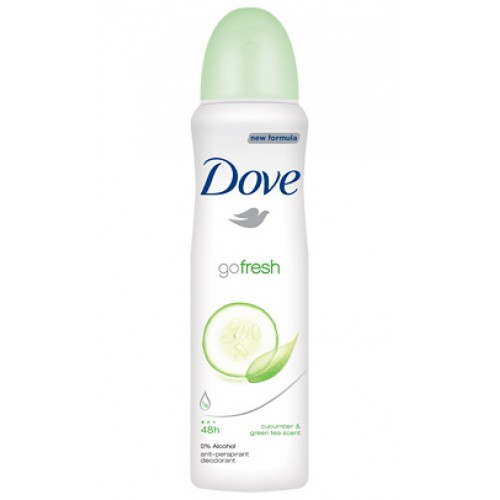 new formula
Dove
gofresh
cucumber &
green tea scent
48h
0% Alcohol
anti-perspirant
deodorant